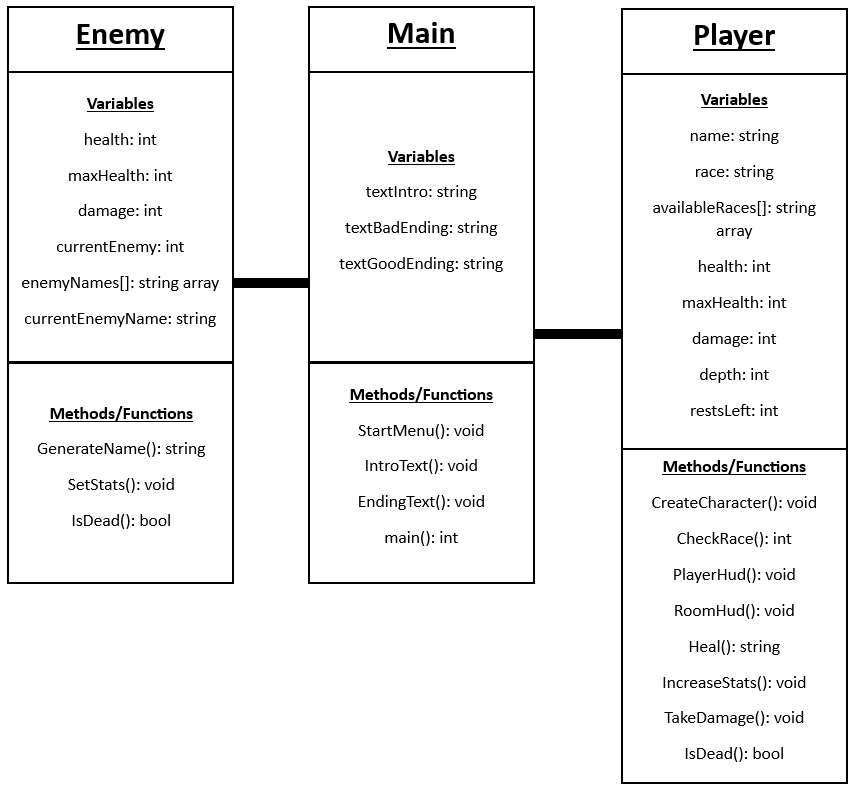 Enemy
Variables
health: int
maxHealth: int
damage: int
currentEnemy: int
enemyNames[]: string array
currentEnemyName: string
Methods/Functions
GenerateName(): string
SetStats(): void
IsDead(): bool
Main
Variables
textIntro: string
textBadEnding: string
textGoodEnding: string
Methods/Functions
StartMenu(): void
IntroText(): void
EndingText(): void
main(): int
Player
Variables
name: string
race: string
availableRaces[]: string
array
health: int
maxHealth: int
damage: int
depth: int
restsLeft: int
Methods/Functions
CreateCharacter(): void
CheckRace(): int
PlayerHud(): void
RoomHud(): void
Heal(): string
IncreaseStats(): void
TakeDamage(): void
IsDead(): bool